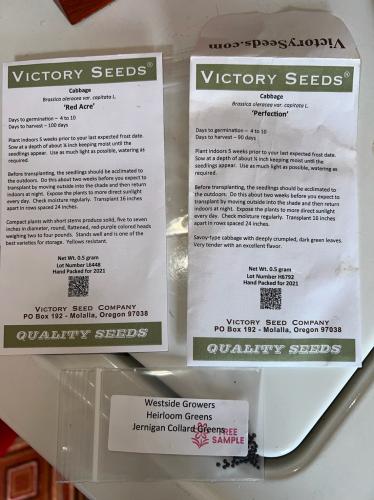 VICTORY SEEDS®
Cabbage
Brassica oleracea var. capitata L.
'Red Acre'
Days to germination – 4 to 10
Days to harvest – 100 days
Plant indoors 5 weeks prior to your last expected frost date.
Sow at a depth of about ¼ inch keeping moist until the
seedlings appear. Use as much light as possible, watering as
required.
Before transplanting, the seedlings should be acclimated to
the outdoors. Do this about two weeks before you expect to
transplant by moving outside into the shade and then return
indoors at night. Expose the plants to more direct sunlight
every day. Check moisture regularly. Transplant 16 inches
apart in rows spaced 24 inches.
Compact plants with short stems produce solid, five to seven
inches in diameter, round, flattened, red-purple colored heads
weighing two to four pounds. Stands well and is one of the
best varieties for storage. Yellows resistant.
Net Wt. 0.5 gram
Lot Number L6448
Hand Packed for 2021
VICTORY SEED COMPANY
PO Box 192 - Molalla, Oregon 97038
QUALITY SEEDS
VictorySeeds.com
VICTORY SEEDS®
Cabbage
Brassica oleracea var. capitata L.
'Perfection'
Days to germination – 4 to 10
Days to harvest – 90 days
Plant indoors 5 weeks prior to your last expected frost date.
Sow at a depth of about ¼ inch keeping moist until the
seedlings appear. Use as much light as possible, watering as
required.
Before transplanting, the seedlings should be acclimated to
the outdoors. Do this about two weeks before you expect to
transplant by moving outside into the shade and then return
indoors at night. Expose the plants to more direct sunlight
every day. Check moisture regularly. Transplant 16 inches
apart in rows spaced 24 inches.
Savoy-type cabbage with deeply crumpled, dark green leaves.
Very tender with an excellent flavor.
Net Wt. 0.5 gram
Lot Number H6792
Hand Packed for 2021
VICTORY SEED COMPANY
PO Box 192 - Molalla, Oregon 97038
QUALITY SEEDS
Westside Growers
Heirloom Greens
Jernigan Collard Greens
FREE
SAMPLE